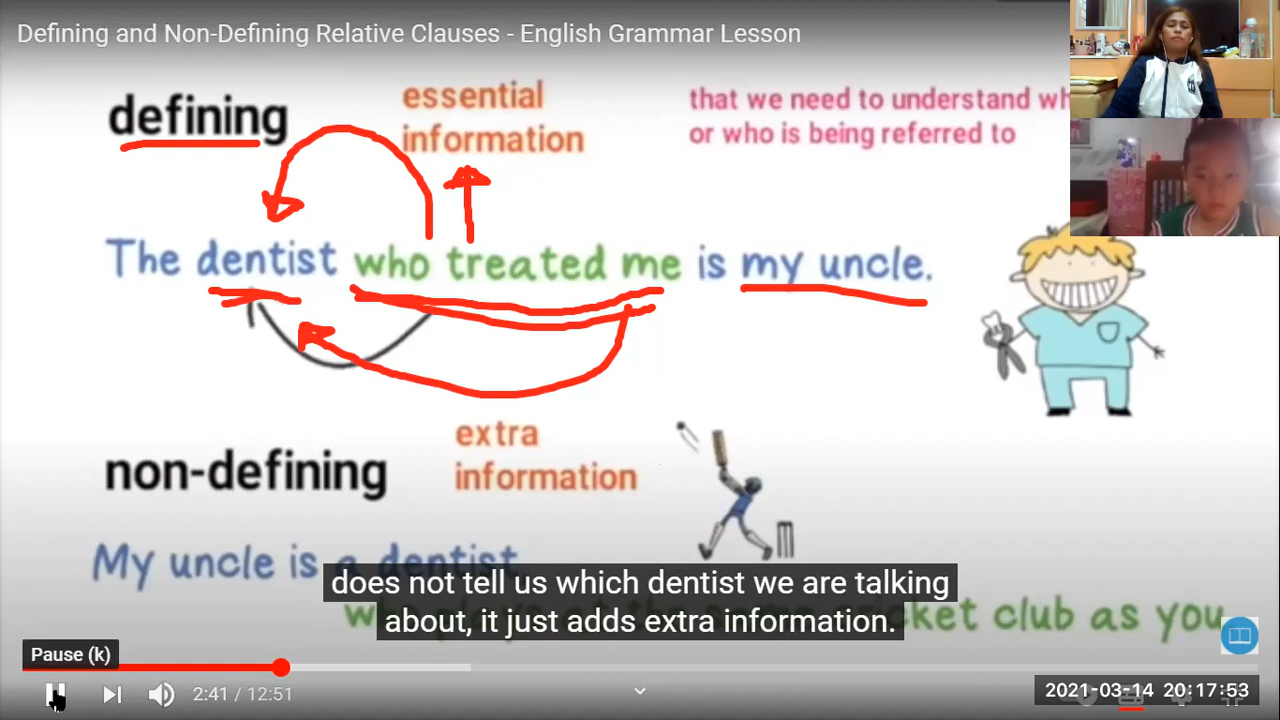 Defining and Non-Defining Relative Clauses - English Grammar Lesson
defining
essential
information
that we need to understand
or who is being referred to
The dentist who treated me is my uncle.
non-defining
extra
information
My uncle is a dentist
does not tell us which dentist we are talking
about, it just adds extra information.
club as you
Pause (k)
2:41 / 12:51
2021-03-14 20:17:53